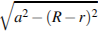 √(a² − (R − r)²)